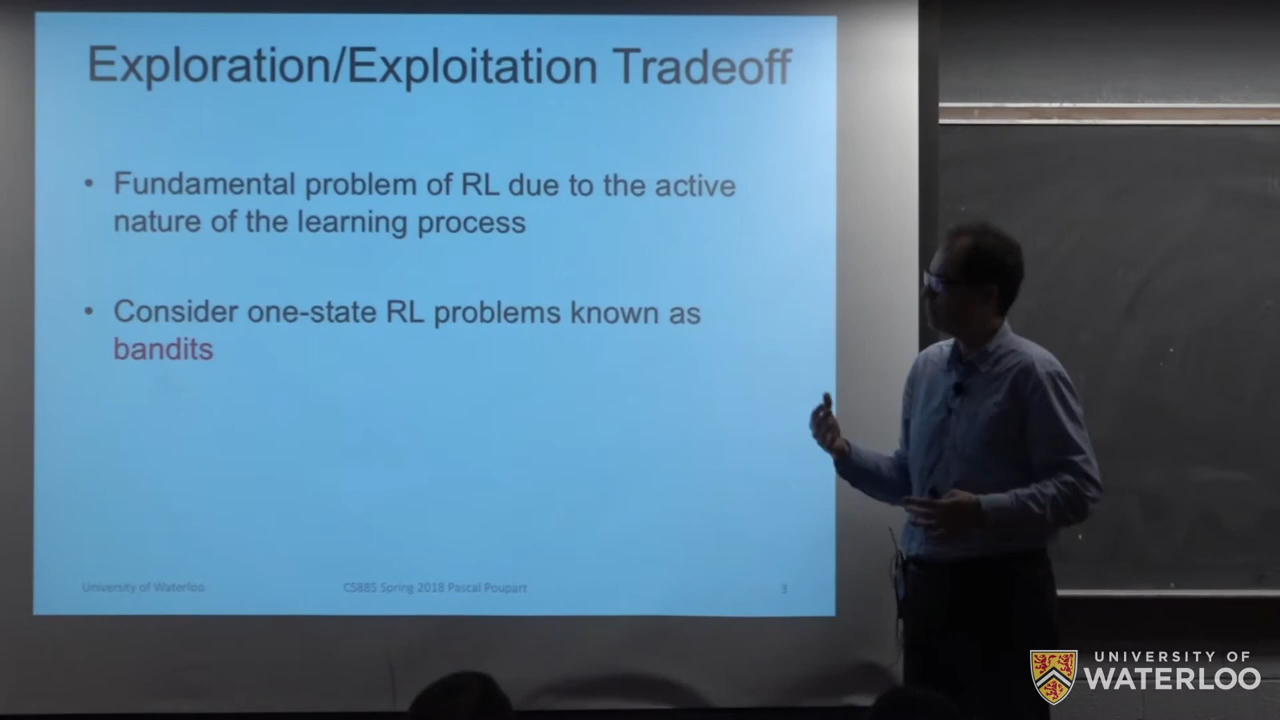 Exploration/Exploitation Tradeoff
• Fundamental problem of RL due to the active
nature of the learning process
• Consider one-state RL problems known as
bandits
University of Waterloo
CS885 Spring 2018 Pascal Poupart
3
UNIVERSITY OF
WATERLOO